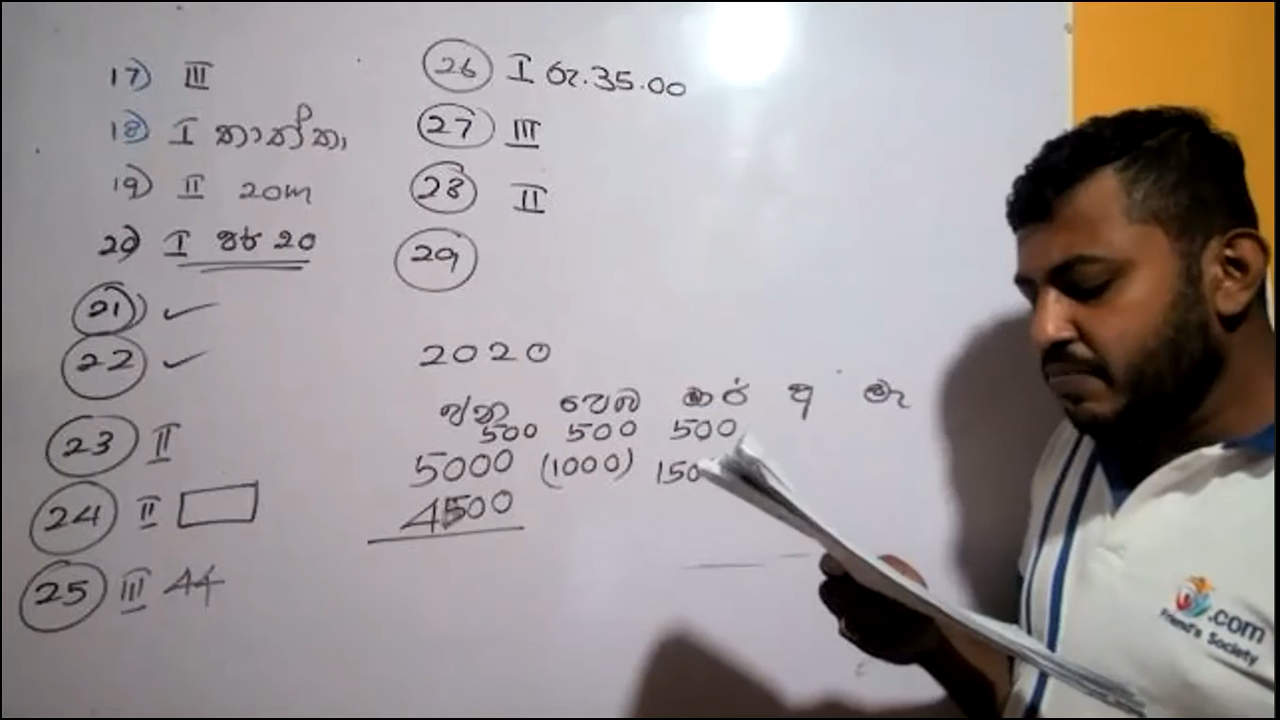 17) III
18) I තාත්තා
19) II 20m
20) I පැය 20
21)
22)
23 II
24 II
25 III 44
26 I රු.35.00
27 III
28 II
29
2020
ජන පෙබ මාර් අ මැ
500 500 500
5000 (1000) 150
4500
.com
Friend's Society